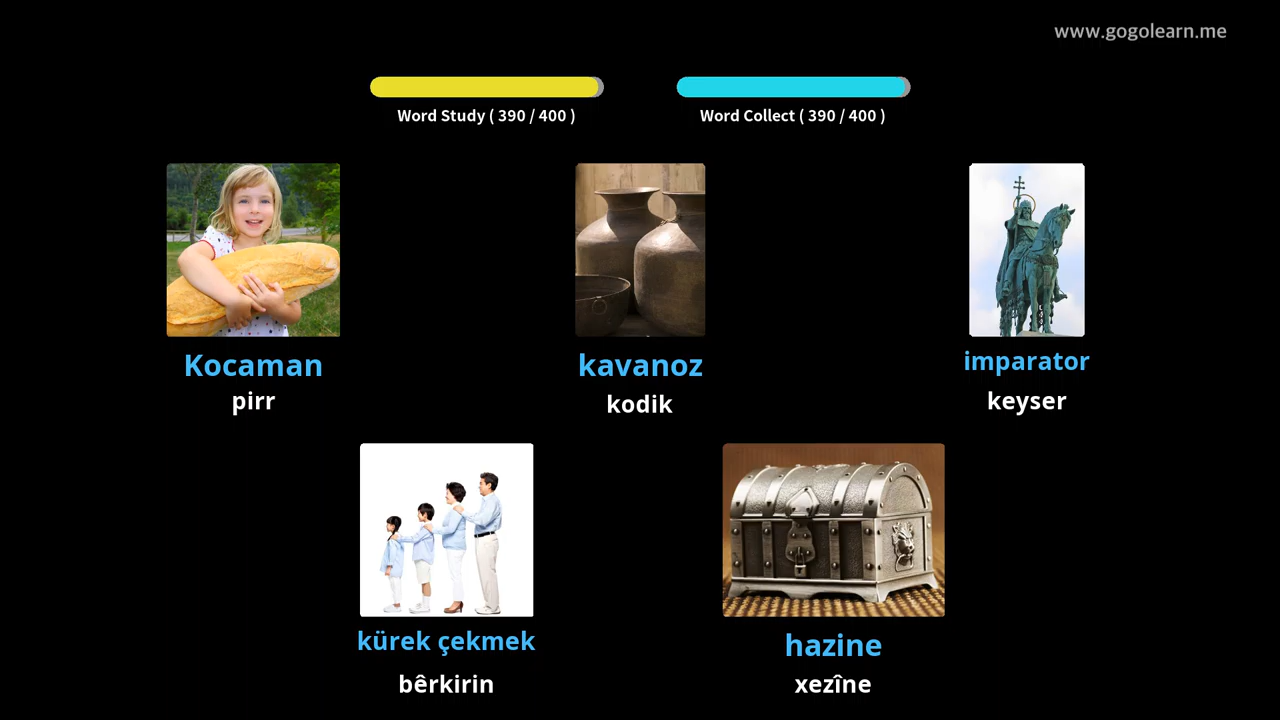 www.gogolearn.me
Word Study ( 390 / 400 )
Word Collect ( 390 / 400 )
Kocaman
pirr
kavanoz
kodik
imparator
keyser
kürek çekmek
bêrkirin
hazine
xezîne